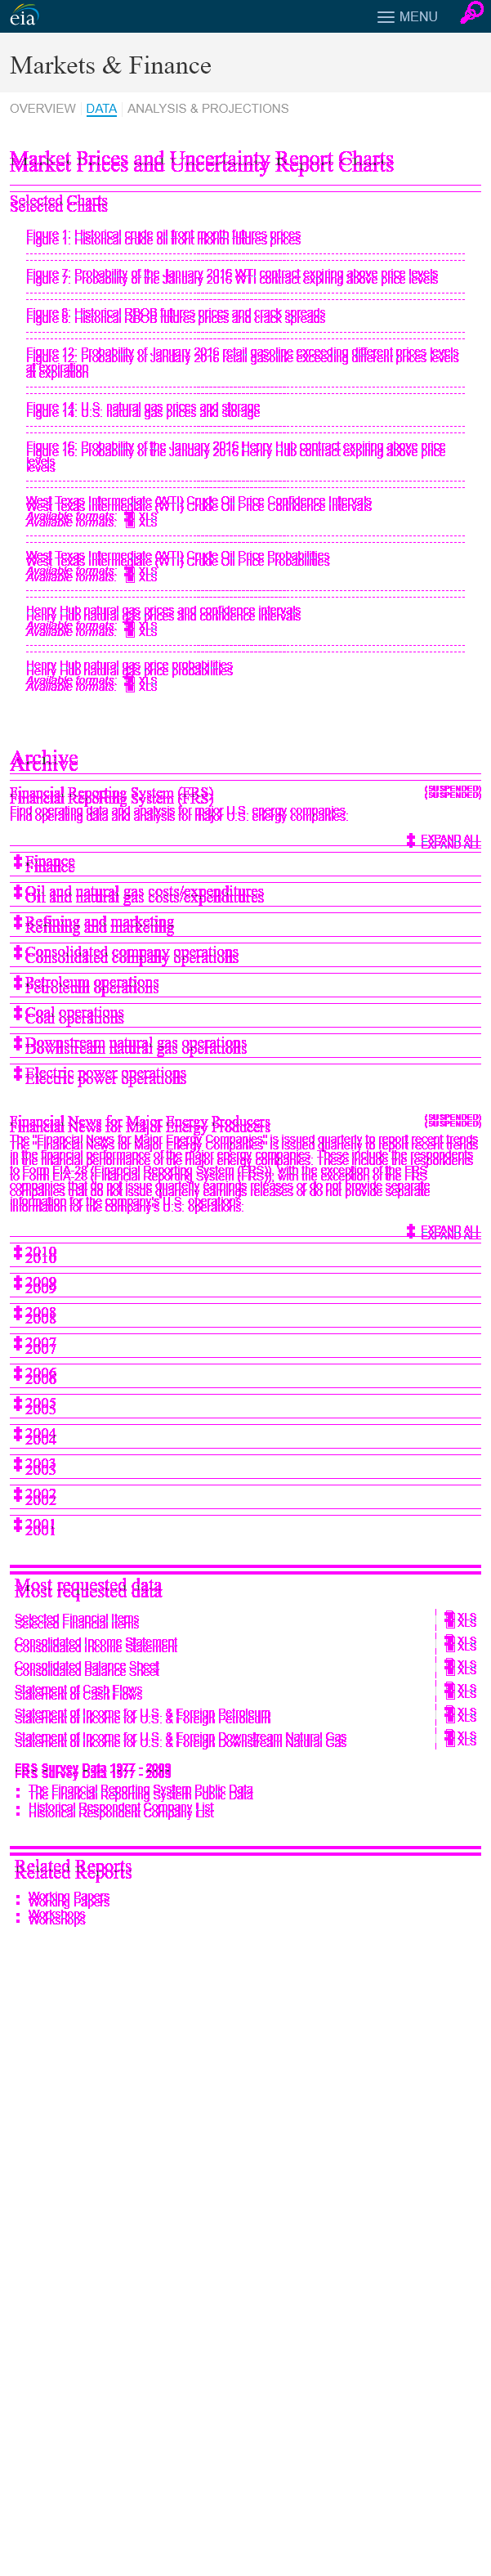 eia
MENU
Markets & Finance
OVERVIEW
DATA
ANALYSIS & PROJECTIONS
Market Prices and Uncertainty Report Charts
Selected Charts
Figure 1: Historical crude oil front month futures prices
Figure 7: Probability of the January 2016 WTI contract expiring above price levels
Figure 8: Historical RBOB futures prices and crack spreads
Figure 12: Probability of January 2016 retail gasoline exceeding different prices levels
at expiration
Figure 14: U.S. natural gas prices and storage
Figure 16: Probability of the January 2016 Henry Hub contract expiring above price
levels
West Texas Intermediate (WTI) Crude Oil Price Confidence Intervals
Available formats: XLS
West Texas Intermediate (WTI) Crude Oil Price Probabilities
Available formats: XLS
Henry Hub natural gas prices and confidence intervals
Available formats: XLS
Henry Hub natural gas price probabilities
Available formats: XLS
Archive
Financial Reporting System (FRS)
(SUSPENDED)
Find operating data and analysis for major U.S. energy companies.
EXPAND ALL
Finance
Oil and natural gas costs/expenditures
Refining and marketing
Consolidated company operations
Petroleum operations
Coal operations
Downstream natural gas operations
Electric power operations
Financial News for Major Energy Producers
(SUSPENDED)
The "Financial News for Major Energy Companies" is issued quarterly to report recent trends
in the financial performance of the major energy companies. These include the respondents
to Form EIA-28 (Financial Reporting System (FRS)), with the exception of the FRS
companies that do not issue quarterly earnings releases or do not provide separate
information for the company's U.S. operations.
EXPAND ALL
2010
2009
2008
2007
2006
2005
2004
2003
2002
2001
Most requested data
Selected Financial Items XLS
Consolidated Income Statement XLS
Consolidated Balance Sheet XLS
Statement of Cash Flows XLS
Statement of Income for U.S. & Foreign Petroleum XLS
Statement of Income for U.S. & Foreign Downstream Natural Gas XLS
FRS Survey Data 1977 - 2009
The Financial Reporting System Public Data
Historical Respondent Company List
Related Reports
Working Papers
Workshops